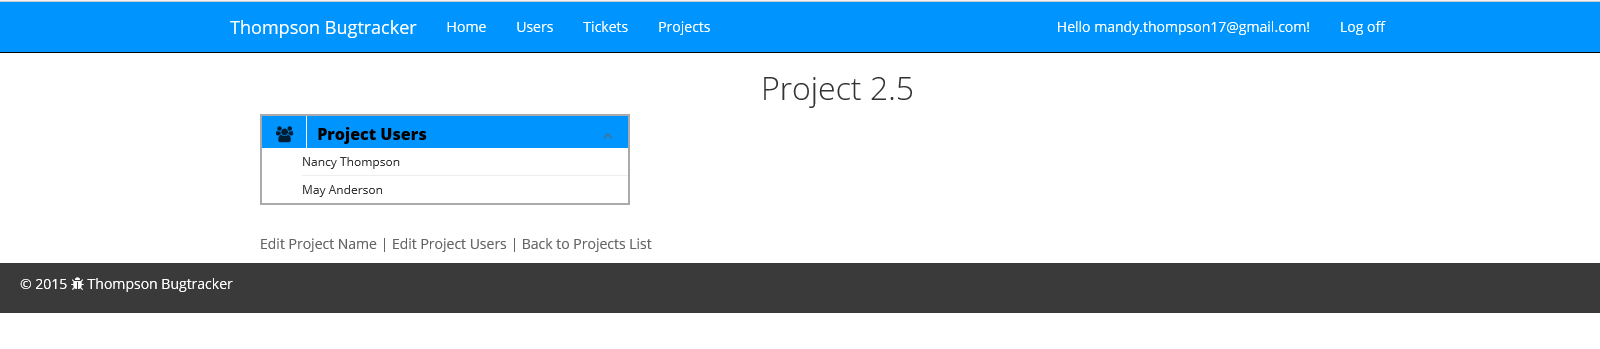 Thompson Bugtracker Home Users Tickets Projects Hello mandy.thompson17@gmail.com! Log off
Project 2.5
Project Users
Nancy Thompson
May Anderson
Edit Project Name | Edit Project Users | Back to Projects List
© 2015 Thompson Bugtracker